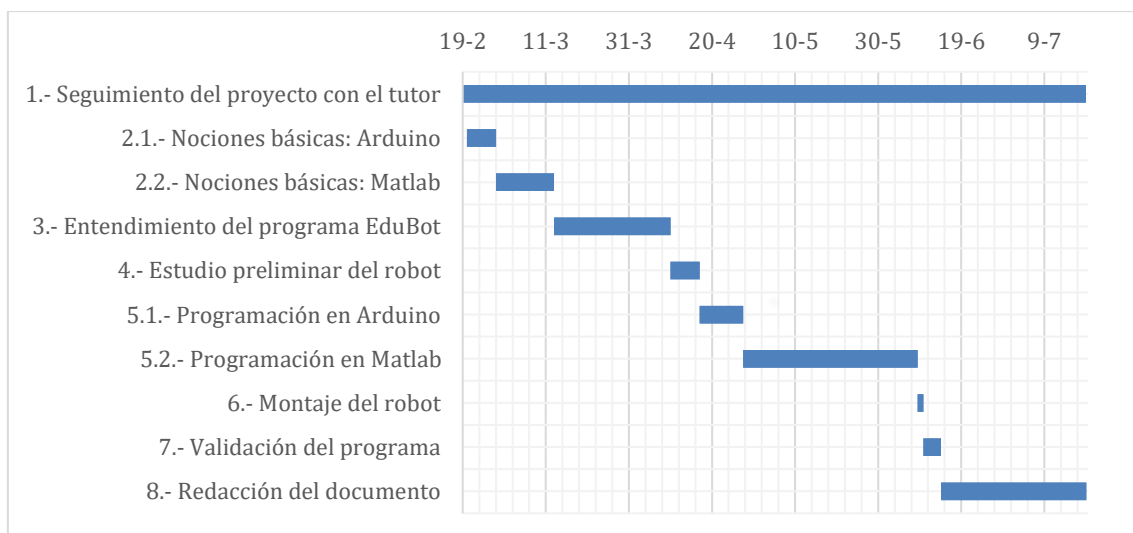 19-2 11-3 31-3 20-4 10-5 30-5 19-6 9-7
1.- Seguimiento del proyecto con el tutor
2.1.- Nociones básicas: Arduino
2.2.- Nociones básicas: Matlab
3.- Entendimiento del programa EduBot
4.- Estudio preliminar del robot
5.1.- Programación en Arduino
5.2.- Programación en Matlab
6.- Montaje del robot
7.- Validación del programa
8.- Redacción del documento